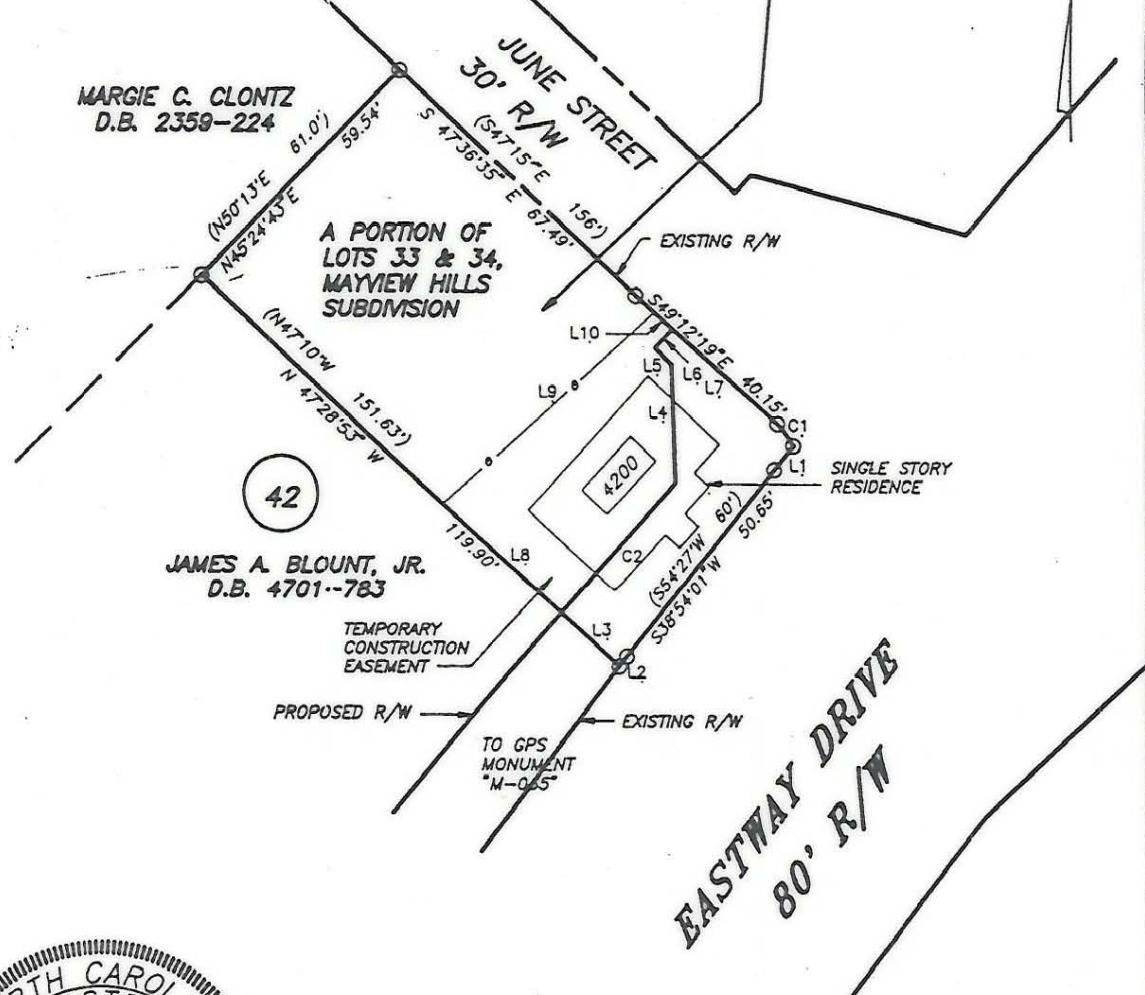 JUNE STREET
30' R/W
(S47°15"E
156')
S 47°36'35" E 67.49'
MARGIE C. CLONTZ
D.B. 2359-224
(N50°13'E 61.0')
N45°24'43"E 59.54'
A PORTION OF
LOTS 33 & 34,
MAYVIEW HILLS
SUBDIVISION
EXISTING R/W
S49°12'19"E 40.15'
L10
L5
L6
L7
L9
L4
C1
L1
(N47°10'W 151.63')
N 47°28'53" W 119.90'
4200
SINGLE STORY
RESIDENCE
42
L8
C2
(S54°27'W 60')
S38°54'01"W 50.65'
JAMES A. BLOUNT, JR.
D.B. 4701--783
TEMPORARY
CONSTRUCTION
EASEMENT
L3
L2
PROPOSED R/W
EXISTING R/W
TO GPS
MONUMENT
"M-035"
EASTWAY DRIVE
80' R/W
RTH CAROL